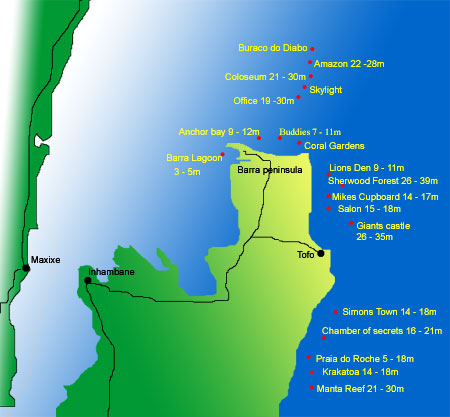 Buraco do Diabo
Amazon 22 -28m
Coloseum 21 - 30m
Skylight
Office 19 -30m
Anchor bay 9 - 12m
Buddies 7 - 11m
Coral Gardens
Barra Lagoon
3 - 5m
Barra peninsula
Lions Den 9 - 11m
Sherwood Forest 26 - 39m
Mikes Cupboard 14 - 17m
Salon 15 - 18m
Giants castle
26 - 35m
Tofo
Maxixe
Inhambane
Simons Town 14 - 18m
Chamber of secrets 16 - 21m
Praia do Roche 5 - 18m
Krakatoa 14 - 18m
Manta Reef 21 - 30m